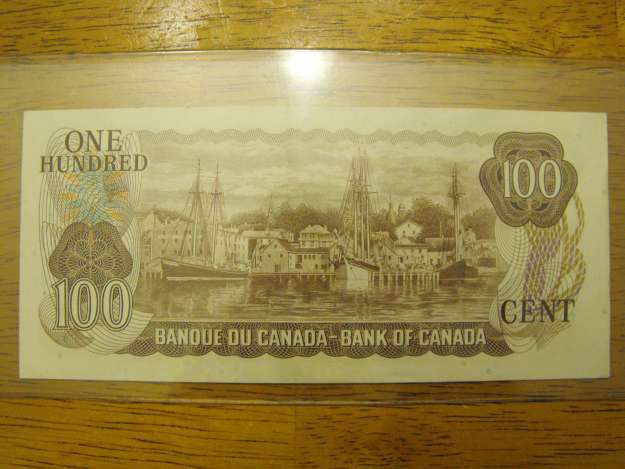 ONE
HUNDRED
100
100
CENT
BANQUE DU CANADA-BANK OF CANADA